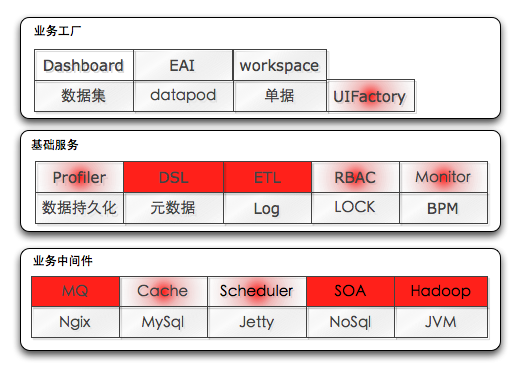 业务工厂
Dashboard EAI workspace
数据集 datapod 单据 UIFactory
基础服务
Profiler DSL ETL RBAC Monitor
数据持久化 元数据 Log LOCK BPM
业务中间件
MQ Cache Scheduler SOA Hadoop
Ngix MySql Jetty NoSql JVM